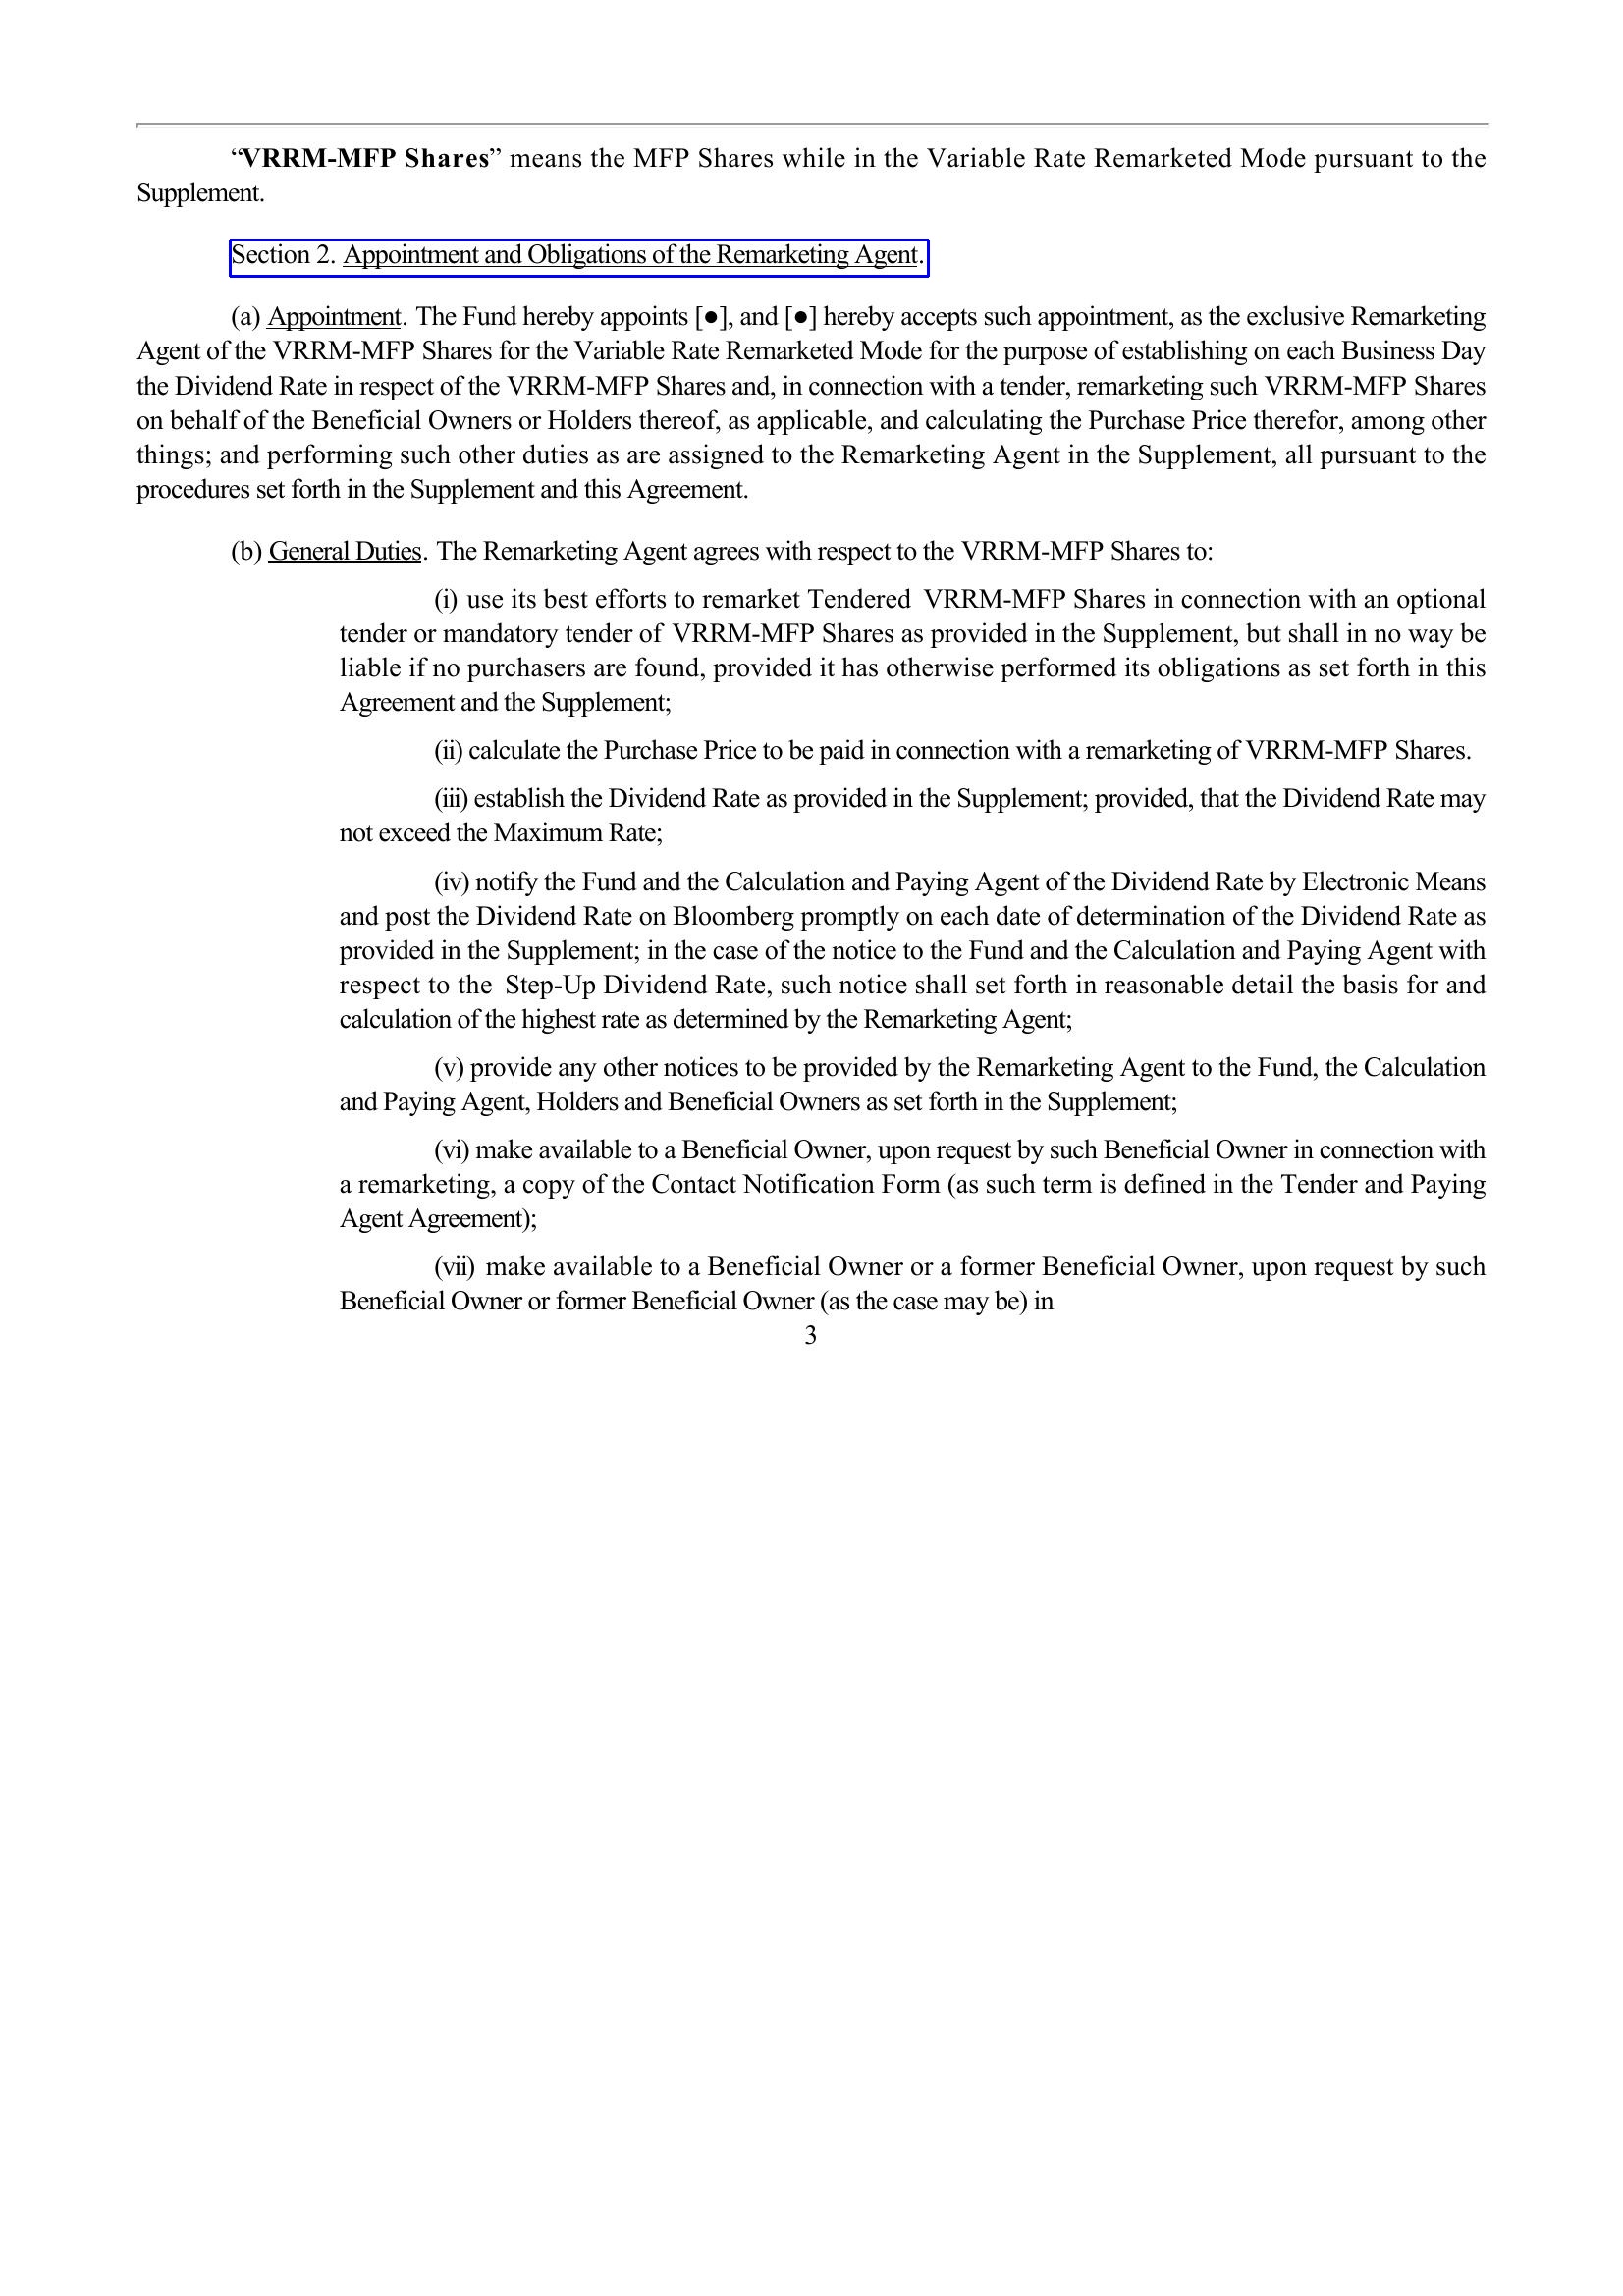 “VRRM-MFP Shares” means the MFP Shares while in the Variable Rate Remarketed Mode pursuant to the
Supplement.
Section 2. Appointment and Obligations of the Remarketing Agent.
(a) Appointment. The Fund hereby appoints [●], and [●] hereby accepts such appointment, as the exclusive Remarketing
Agent of the VRRM-MFP Shares for the Variable Rate Remarketed Mode for the purpose of establishing on each Business Day
the Dividend Rate in respect of the VRRM-MFP Shares and, in connection with a tender, remarketing such VRRM-MFP Shares
on behalf of the Beneficial Owners or Holders thereof, as applicable, and calculating the Purchase Price therefor, among other
things; and performing such other duties as are assigned to the Remarketing Agent in the Supplement, all pursuant to the
procedures set forth in the Supplement and this Agreement.
(b) General Duties. The Remarketing Agent agrees with respect to the VRRM-MFP Shares to:
(i) use its best efforts to remarket Tendered VRRM-MFP Shares in connection with an optional
tender or mandatory tender of VRRM-MFP Shares as provided in the Supplement, but shall in no way be
liable if no purchasers are found, provided it has otherwise performed its obligations as set forth in this
Agreement and the Supplement;
(ii) calculate the Purchase Price to be paid in connection with a remarketing of VRRM-MFP Shares.
(iii) establish the Dividend Rate as provided in the Supplement; provided, that the Dividend Rate may
not exceed the Maximum Rate;
(iv) notify the Fund and the Calculation and Paying Agent of the Dividend Rate by Electronic Means
and post the Dividend Rate on Bloomberg promptly on each date of determination of the Dividend Rate as
provided in the Supplement; in the case of the notice to the Fund and the Calculation and Paying Agent with
respect to the Step-Up Dividend Rate, such notice shall set forth in reasonable detail the basis for and
calculation of the highest rate as determined by the Remarketing Agent;
(v) provide any other notices to be provided by the Remarketing Agent to the Fund, the Calculation
and Paying Agent, Holders and Beneficial Owners as set forth in the Supplement;
(vi) make available to a Beneficial Owner, upon request by such Beneficial Owner in connection with
a remarketing, a copy of the Contact Notification Form (as such term is defined in the Tender and Paying
Agent Agreement);
(vii) make available to a Beneficial Owner or a former Beneficial Owner, upon request by such
Beneficial Owner or former Beneficial Owner (as the case may be) in
3